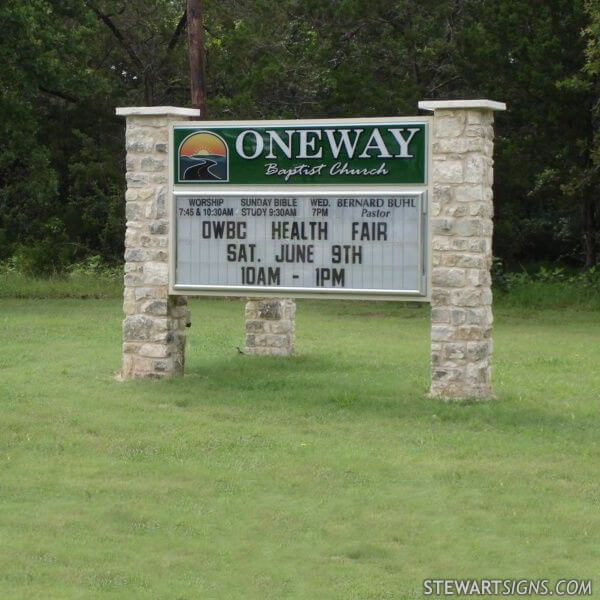 ONEWAY
Baptist Church
WORSHIP SUNDAY BIBLE WED. BERNARD BUHL
7:45 & 10:30AM STUDY 9:30AM 7PM Pastor
OWBC HEALTH FAIR
SAT. JUNE 9TH
10AM - 1PM
STEWARTSIGNS.COM